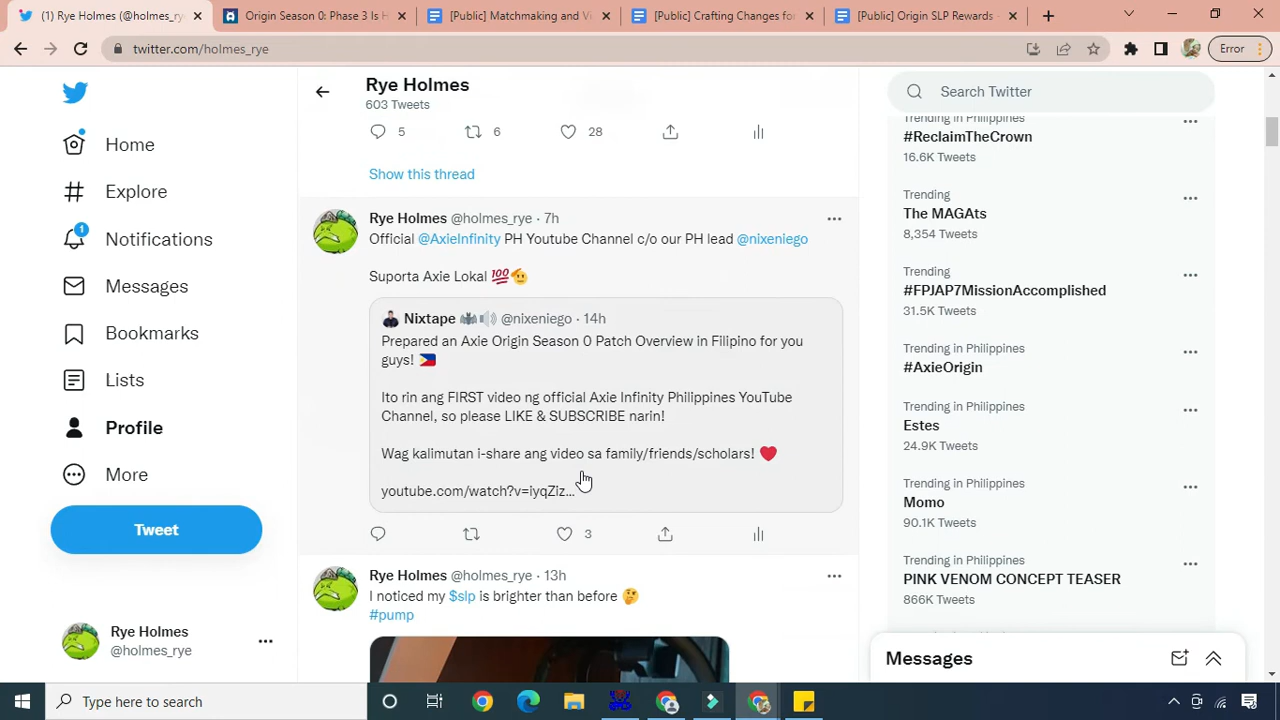 (1) Rye Holmes (@holmes_rye)
Origin Season 0: Phase 3 is H
[Public] Matchmaking and Vi
[Public] Crafting Changes for
[Public] Origin SLP Rewards -
twitter.com/holmes_rye
Error
Home
Explore
1
Notifications
Messages
Bookmarks
Lists
Profile
More
Tweet
Rye Holmes
@holmes_rye
Rye Holmes
603 Tweets
5
6
28
Show this thread
Rye Holmes @holmes_rye · 7h
Official @AxieInfinity PH Youtube Channel c/o our PH lead @nixeniego
Suporta Axie Lokal 💯🫡
Nixtape 🦇🔊 @nixeniego · 14h
Prepared an Axie Origin Season 0 Patch Overview in Filipino for you
guys! 🇵🇭
Ito rin ang FIRST video ng official Axie Infinity Philippines YouTube
Channel, so please LIKE & SUBSCRIBE narin!
Wag kalimutan i-share ang video sa family/friends/scholars! ❤️
youtube.com/watch?v=iyqZiz…
3
Rye Holmes @holmes_rye · 13h
I noticed my $slp is brighter than before 🤔
#pump
Search Twitter
Trending in Philippines
#ReclaimTheCrown
16.6K Tweets
Trending
The MAGAts
8,354 Tweets
Trending in Philippines
#FPJAP7MissionAccomplished
31.5K Tweets
Trending in Philippines
#AxieOrigin
Trending in Philippines
Estes
24.9K Tweets
Trending in Philippines
Momo
90.1K Tweets
Trending in Philippines
PINK VENOM CONCEPT TEASER
866K Tweets
Messages
Type here to search